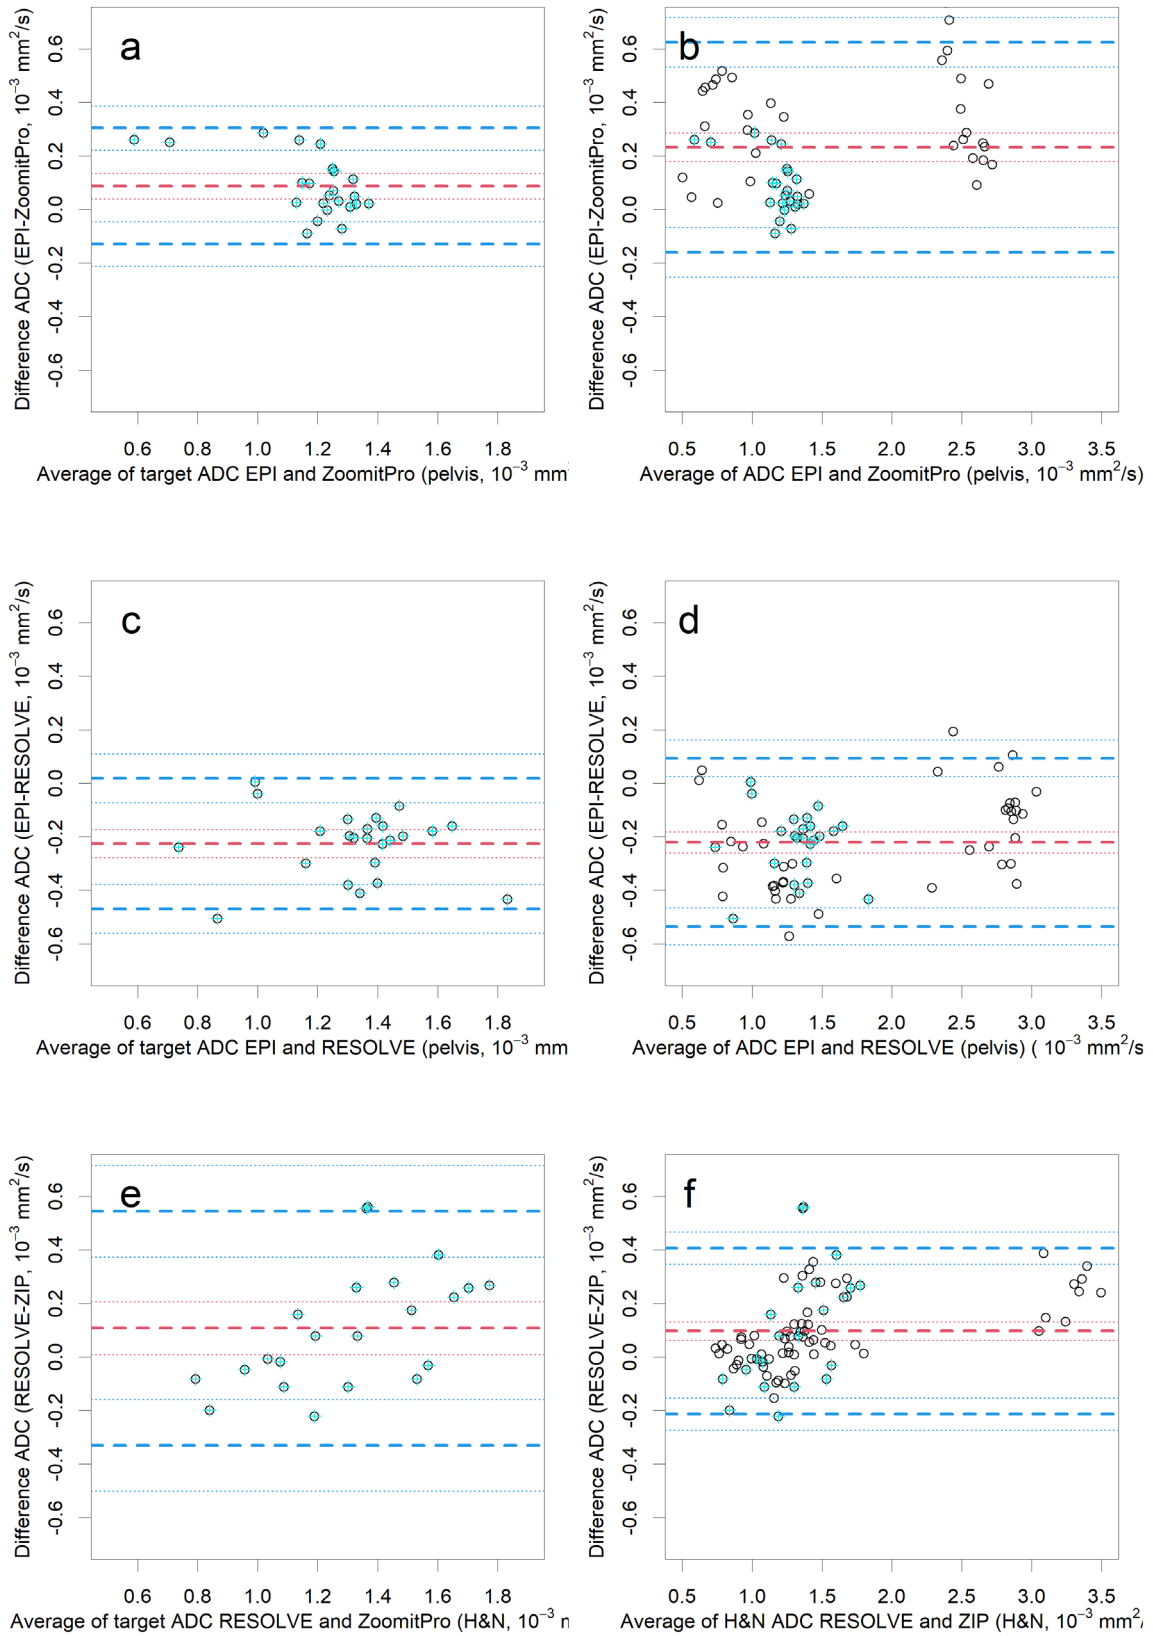 a
Difference ADC (EPI-ZoomitPro, 10⁻³ mm²/s)
0.6
0.4
0.2
0.0
-0.2
-0.4
-0.6
0.6 0.8 1.0 1.2 1.4 1.6 1.8
Average of target ADC EPI and ZoomitPro (pelvis, 10⁻³ mm
b
Difference ADC (EPI-ZoomitPro, 10⁻³ mm²/s)
0.6
0.4
0.2
0.0
-0.2
-0.4
-0.6
0.5 1.0 1.5 2.0 2.5 3.0 3.5
Average of ADC EPI and ZoomitPro (pelvis, 10⁻³ mm²/s)
c
Difference ADC (EPI-RESOLVE, 10⁻³ mm²/s)
0.6
0.4
0.2
0.0
-0.2
-0.4
-0.6
0.6 0.8 1.0 1.2 1.4 1.6 1.8
Average of target ADC EPI and RESOLVE (pelvis, 10⁻³ mm
d
Difference ADC (EPI-RESOLVE, 10⁻³ mm²/s)
0.6
0.4
0.2
0.0
-0.2
-0.4
-0.6
0.5 1.0 1.5 2.0 2.5 3.0 3.5
Average of ADC EPI and RESOLVE (pelvis) ( 10⁻³ mm²/s
e
Difference ADC (RESOLVE-ZIP, 10⁻³ mm²/s)
0.6
0.4
0.2
0.0
-0.2
-0.4
-0.6
0.6 0.8 1.0 1.2 1.4 1.6 1.8
Average of target ADC RESOLVE and ZoomitPro (H&N, 10⁻³
f
Difference ADC (RESOLVE-ZIP, 10⁻³ mm²/s)
0.6
0.4
0.2
0.0
-0.2
-0.4
-0.6
0.5 1.0 1.5 2.0 2.5 3.0 3.5
Average of H&N ADC RESOLVE and ZIP (H&N, 10⁻³ mm²/